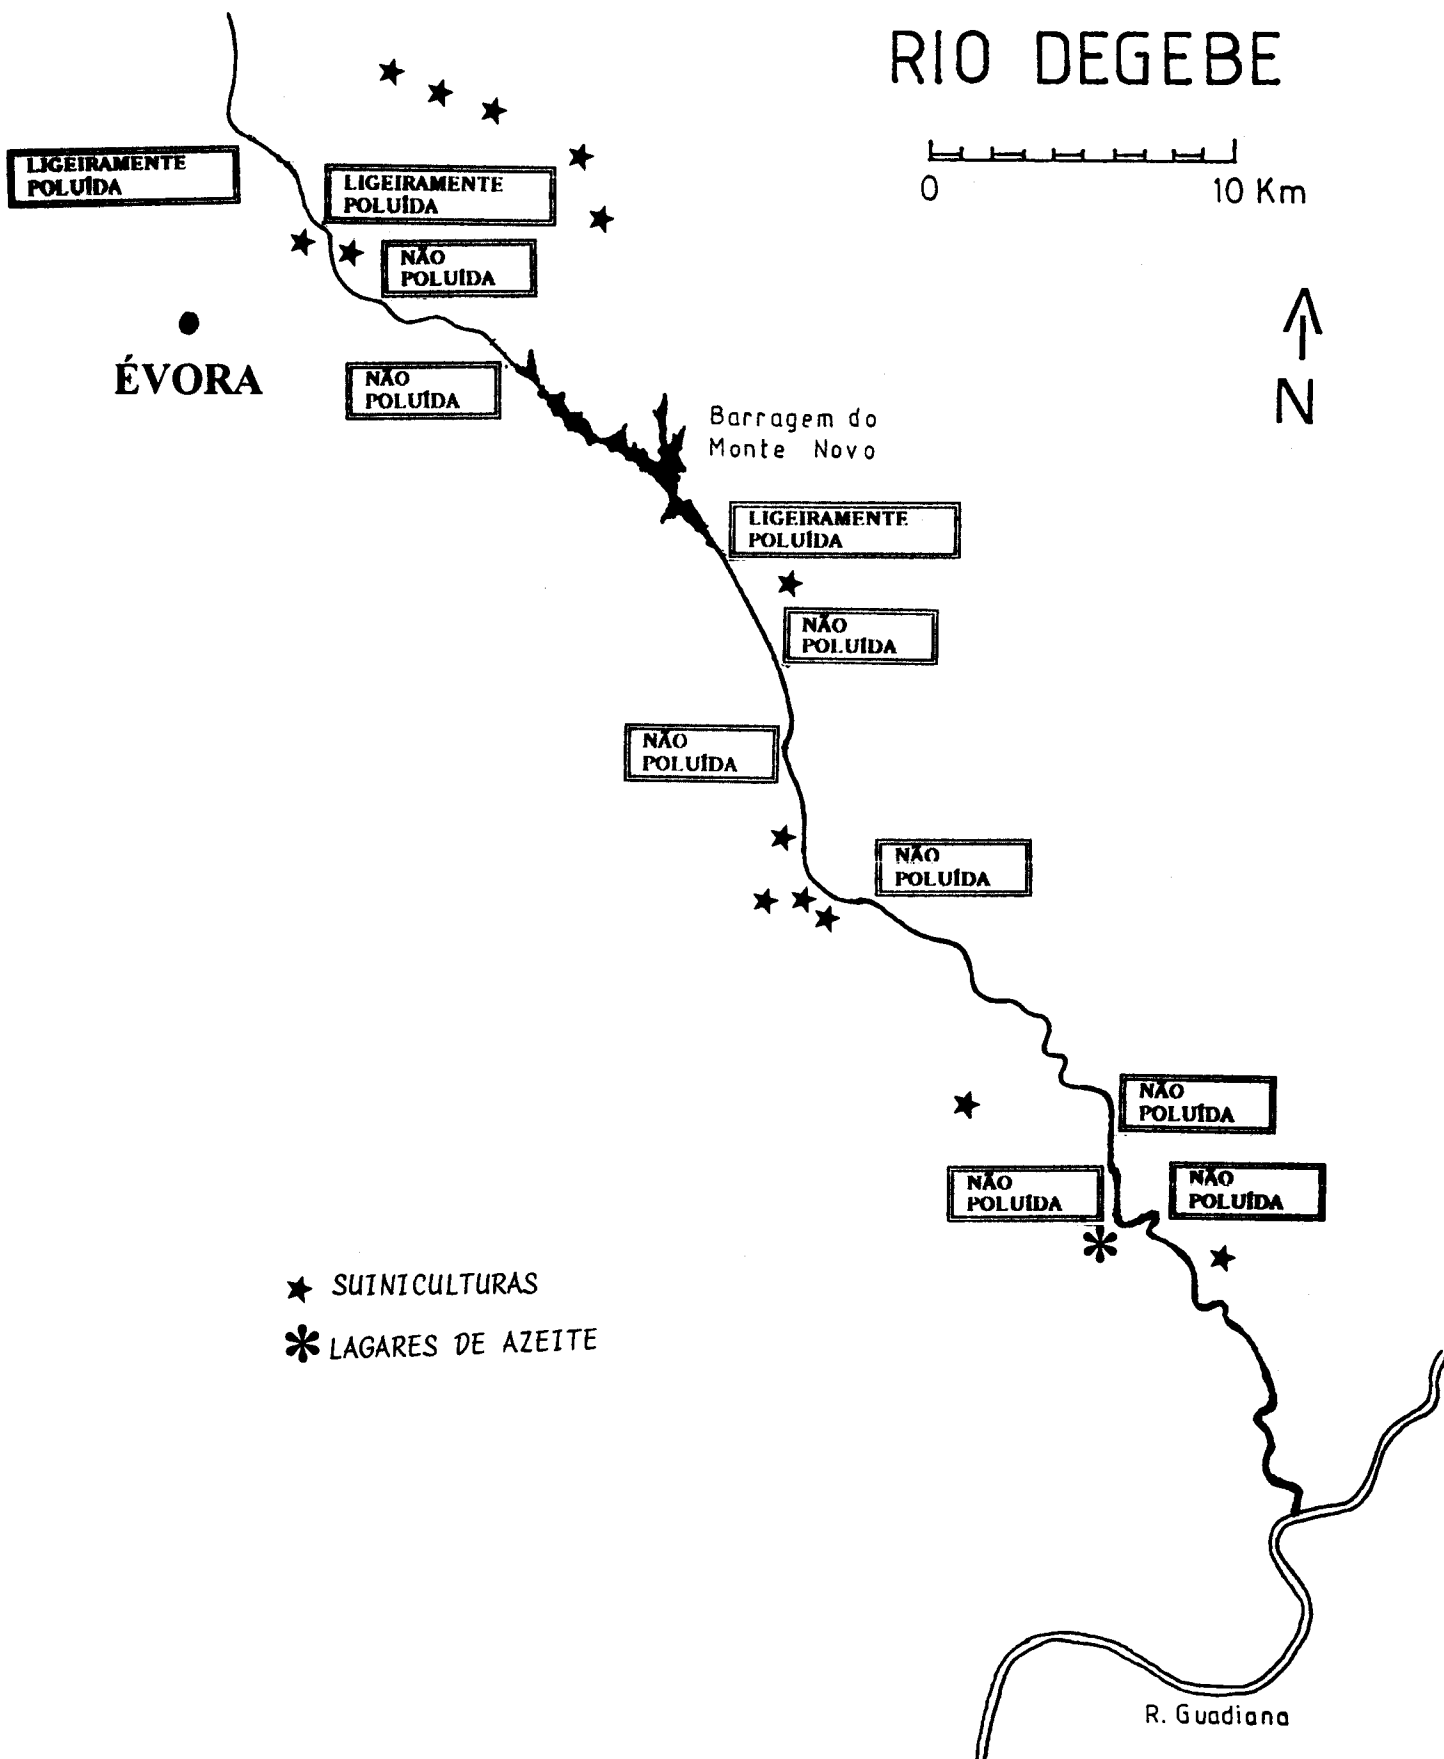 RIO DEGEBE
0 10 Km
LIGEIRAMENTE
POLUÍDA
LIGEIRAMENTE
POLUÍDA
NÃO
POLUÍDA
ÉVORA
NÃO
POLUÍDA
N
Barragem do
Monte Novo
LIGEIRAMENTE
POLUÍDA
NÃO
POLUÍDA
NÃO
POLUÍDA
NÃO
POLUÍDA
NÃO
POLUÍDA
NÃO
POLUÍDA
NÃO
POLUÍDA
SUINICULTURAS
LAGARES DE AZEITE
R. Guadiana